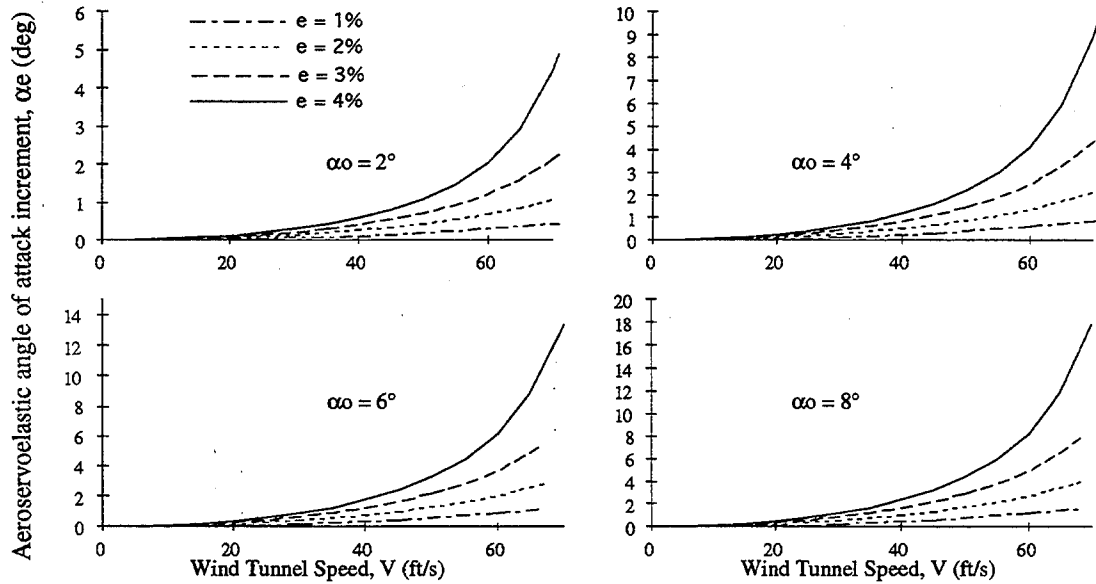 Aeroservoelastic angle of attack increment, αe (deg)
6
5
4
3
2
1
0
e = 1%
e = 2%
e = 3%
e = 4%
αo = 2°
0 20 40 60
10
9
8
7
6
5
4
3
2
1
0
αo = 4°
0 20 40 60
14
12
10
8
6
4
2
0
αo = 6°
0 20 40 60
Wind Tunnel Speed, V (ft/s)
20
18
16
14
12
10
8
6
4
2
0
αo = 8°
0 20 40 60
Wind Tunnel Speed, V (ft/s)